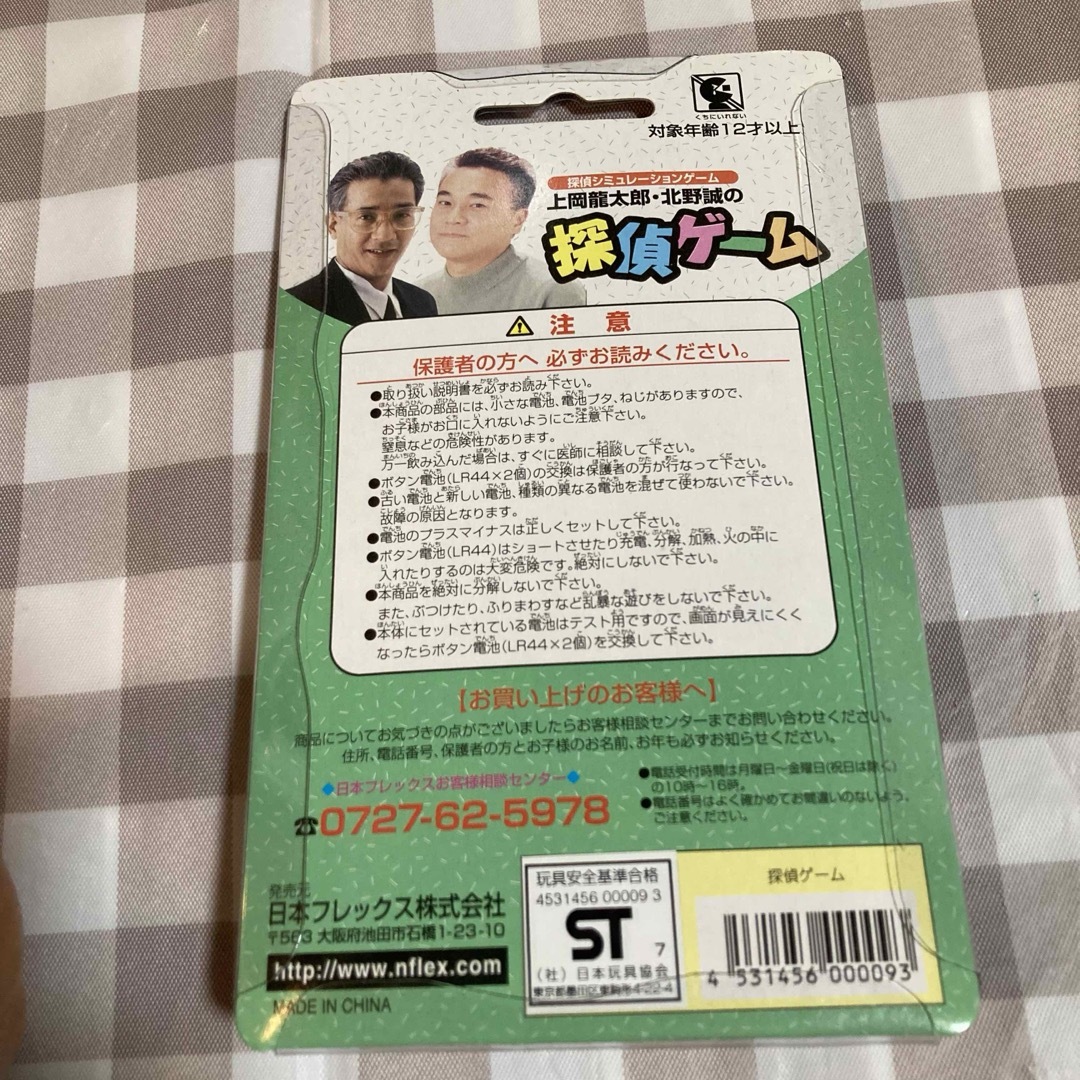 くちにいれない
対象年齢12才以上
探偵シミュレーションゲーム
上岡龍太郎・北野誠の
探偵ゲーム
注 意
保護者の方へ 必ずお読みください。
●取り扱い説明書を必ずお読み下さい。
●本商品の部品には、小さな電池、電池ブタ、ねじがありますので、
お子様がお口に入れないようにご注意下さい。
窒息などの危険性があります。
万一飲み込んだ場合は、すぐに医師に相談して下さい。
●ボタン電池(LR44×2個)の交換は保護者の方が行なって下さい。
●古い電池と新しい電池、種類の異なる電池を混ぜて使わないで下さい。
故障の原因となります。
●電池のプラスマイナスは正しくセットして下さい。
●ボタン電池(LR44)はショートさせたり充電、分解、加熱、火の中に
入れたりするのは大変危険です。絶対にしないで下さい。
●本商品を絶対に分解しないで下さい。
また、ぶつけたり、ふりまわすなど乱暴な遊びをしないで下さい。
●本体にセットされている電池はテスト用ですので、画面が見えにくく
なったらボタン電池(LR44×2個)を交換して下さい。
【お買い上げのお客様へ】
商品についてお気づきの点がございましたらお客様相談センターまでお問い合わせください。
住所、電話番号、保護者の方とお子様のお名前、お年も必ずお知らせください。
◆日本フレックスお客様相談センター◆
☎0727-62-5978
●電話受付時間は月曜日~金曜日(祝日は除く)
の10時~16時。
●電話番号はよく確かめてお間違いのないよう、
ご注意ください。
発売元
日本フレックス株式会社
〒563 大阪府池田市石橋1-23-10
http://www.nflex.com
MADE IN CHINA
玩具安全基準合格
4531456 00009 3
ST 7
(社)日本玩具協会
東京都墨田区東駒形4-22-4
探偵ゲーム
4 531456 000093